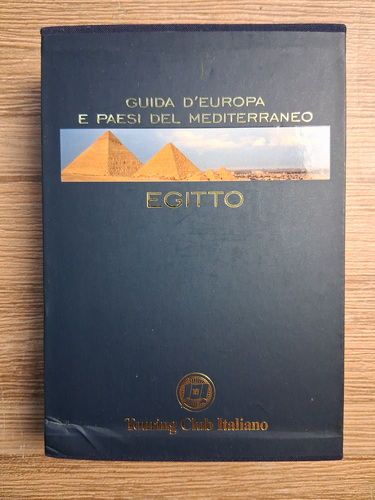 GUIDA D'EUROPA
E PAESI DEL MEDITERRANEO
EGITTO
Touring Club Italiano